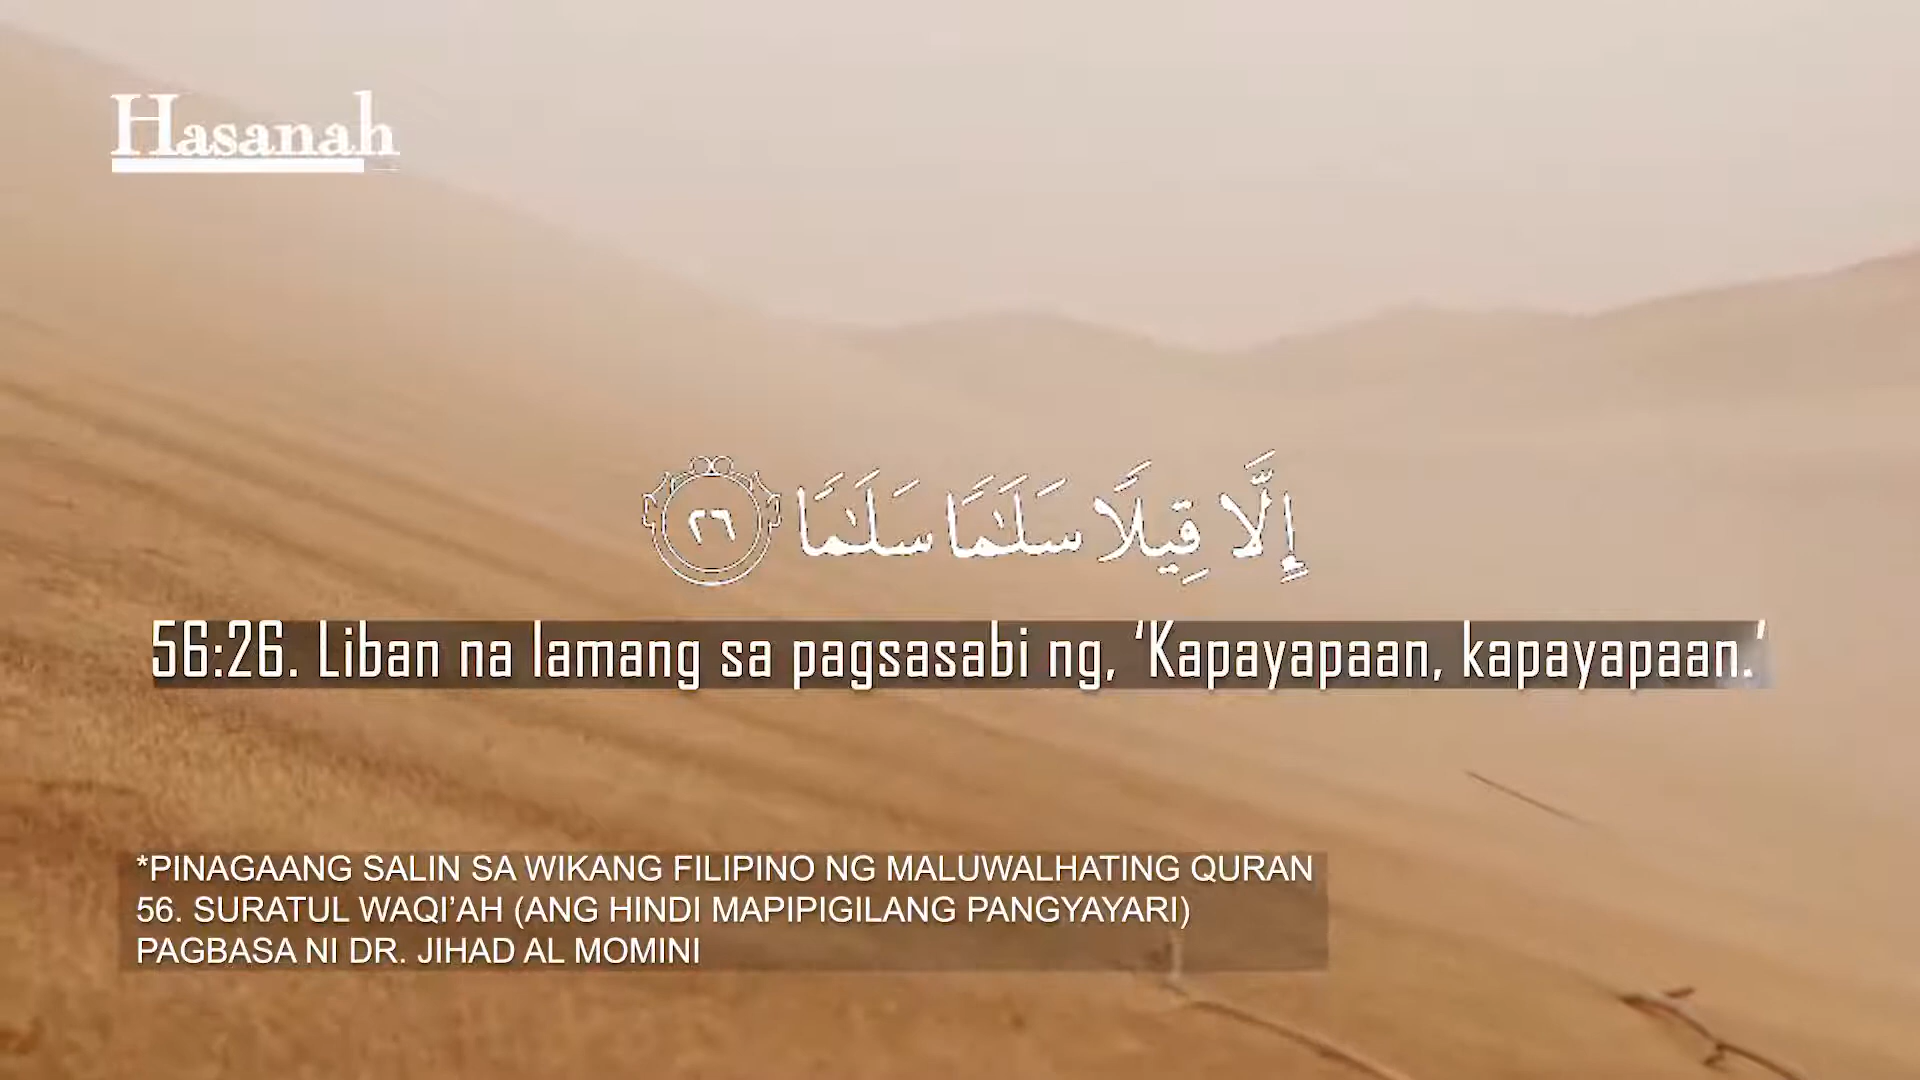 Hasanah
إِلَّا قِيلًا سَلَٰمًا سَلَٰمًا ٢٦
56:26. Liban na lamang sa pagsasabi ng, ‘Kapayapaan, kapayapaan.’
*PINAGAANG SALIN SA WIKANG FILIPINO NG MALUWALHATING QURAN
56. SURATUL WAQI’AH (ANG HINDI MAPIPIGILANG PANGYAYARI)
PAGBASA NI DR. JIHAD AL MOMINI